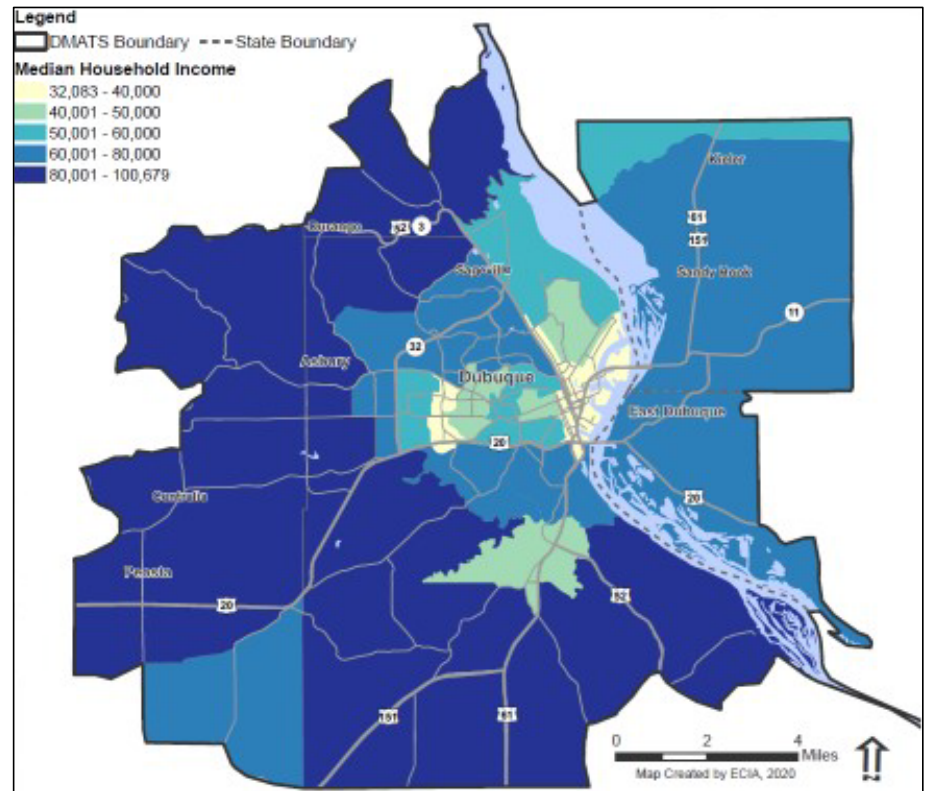 Legend
DMATS Boundary State Boundary
Median Household Income
32,083 - 40,000
40,001 - 50,000
50,001 - 60,000
60,001 - 80,000
80,001 - 100,679
Kieler
Durango
52
3
61
151
Sageville
Sandy Hook
11
32
Asbury
Dubuque
East Dubuque
20
20
Centralia
Peosta
20
52
151
61
0 2 4
Miles
Map Created by ECIA, 2020
N